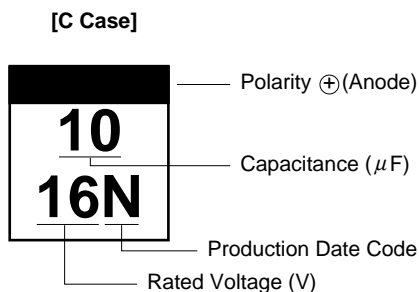 [C Case]
Polarity ⊕(Anode)
10
Capacitance (μF)
16N
Production Date Code
Rated Voltage (V)